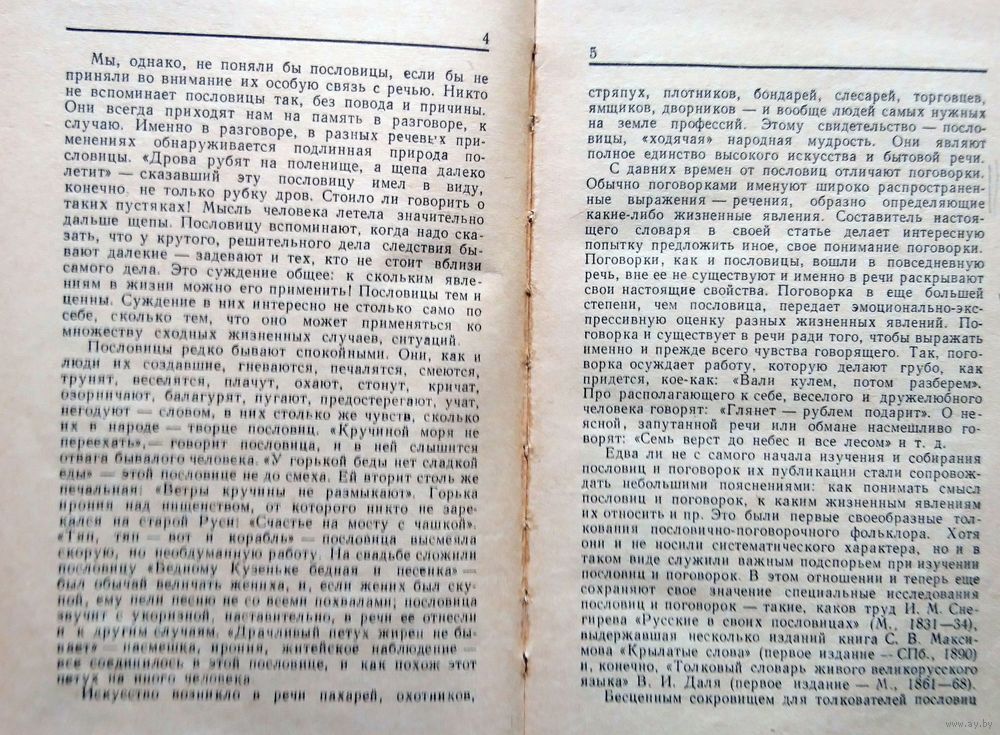 4
Мы, однако, не поняли бы пословицы, если бы не
приняли во внимание их особую связь с речью. Никто
не вспоминает пословицы так, без повода и причины.
Они всегда приходят нам на память в разговоре, к
случаю. Именно в разговоре, в разных речевых при-
менениях обнаруживается подлинная природа по-
словицы. «Дрова рубят на поленище, а щепа далеко
летит» — сказавший эту пословицу имел в виду,
конечно, не только рубку дров. Стоило ли говорить о
таких пустяках! Мысль человека летела значительно
дальше щепы. Пословицу вспоминают, когда надо ска-
зать, что у крутого, решительного дела следствия бы-
вают далекие — задевают и тех, кто не стоит вблизи
самого дела. Это суждение общее: к скольким явле-
ниям в жизни можно его применить! Пословицы тем и
ценны. Суждение в них интересно не столько само по
себе, сколько тем, что оно может применяться ко
множеству сходных жизненных случаев, ситуаций.
Пословицы редко бывают спокойными. Они, как и
люди их создавшие, гневаются, печалятся, смеются,
трунят, веселятся, плачут, охают, стонут, кричат,
озорничают, балагурят, пугают, предостерегают, учат,
негодуют — словом, в них столько же чувств, сколько
их в народе — творце пословиц. «Кручиной моря не
переехать», — говорит пословица, и в ней слышится
отвага бывалого человека. «У горькой беды нет сладкой
еды» — этой пословице не до смеха. Ей вторит столь же
печальная: «Ветры кручины не размыкают». Горька
ирония над нищенством, от которого никто не заре-
кался на старой Руси: «Счастье на мосту с чашкой».
«Тяп, тяп — вот и корабль» — пословица высмеяла
скорую, но необдуманную работу. На свадьбе сложили
пословицу «Бедному Кузеньке бедная и песенка» —
был обычай величать жениха, и, если жених был ску-
пой, ему пели песню не со всеми похвалами; пословица
звучит с укоризной, наставительно, в речи ее отнесли
и к другим случаям. «Драчливый петух жирен не бы-
вает» — насмешка, ирония, житейское наблюдение —
все соединилось в этой пословице, и как похож этот
петух на иного человека.
Искусство возникло в речи пахарей, охотников,
5
стряпух, плотников, бондарей, слесарей, торговцев,
ямщиков, дворников — и вообще людей самых нужных
на земле профессий. Этому свидетельство — посло-
вицы, «ходячая» народная мудрость. Они являют
полное единство высокого искусства и бытовой речи.
С давних времен от пословиц отличают поговорки.
Обычно поговорками именуют широко распространен-
ные выражения — речения, образно определяющие
какие-либо жизненные явления. Составитель настоя-
щего словаря в своей статье делает интересную
попытку предложить иное, свое понимание поговорки.
Поговорки, как и пословицы, вошли в повседневную
речь, вне ее не существуют и именно в речи раскрывают
свои настоящие свойства. Поговорка в еще большей
степени, чем пословица, передает эмоционально-экс-
прессивную оценку разных жизненных явлений. По-
говорка и существует в речи ради того, чтобы выражать
именно и прежде всего чувства говорящего. Так, пого-
ворка осуждает работу, которую делают грубо, как
придется, кое-как: «Вали кулем, потом разберем».
Про располагающего к себе, веселого и дружелюбного
человека говорят: «Глянет — рублем подарит». О не-
ясной, запутанной речи или обмане насмешливо го-
ворят: «Семь верст до небес и все лесом» и т. д.
Едва ли не с самого начала изучения и собирания
пословиц и поговорок их публикации стали сопровож-
дать небольшими пояснениями: как понимать смысл
пословиц и поговорок, к каким жизненным явлениям
их относить и пр. Это были первые своеобразные тол-
кования пословично-поговорочного фольклора. Хотя
они и не носили систематического характера, но и в
таком виде служили важным подспорьем при изучении
пословиц и поговорок. В этом отношении и теперь еще
сохраняют свое значение специальные исследования
пословиц и поговорок — такие, каков труд И. М. Сне-
гирева «Русские в своих пословицах» (М., 1831—34),
выдержавшая несколько изданий книга С. В. Макси-
мова «Крылатые слова» (первое издание — СПб., 1890)
и, конечно, «Толковый словарь живого великорусского
языка» В. И. Даля (первое издание — М., 1861—68).
Бесценным сокровищем для толкователей пословиц
www.ay.by